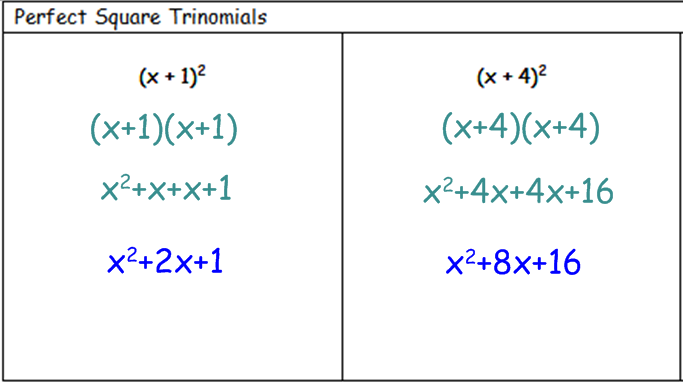 Perfect Square Trinomials
(x + 1)²
(x+1)(x+1)
x²+x+x+1
x²+2x+1
(x + 4)²
(x+4)(x+4)
x²+4x+4x+16
x²+8x+16